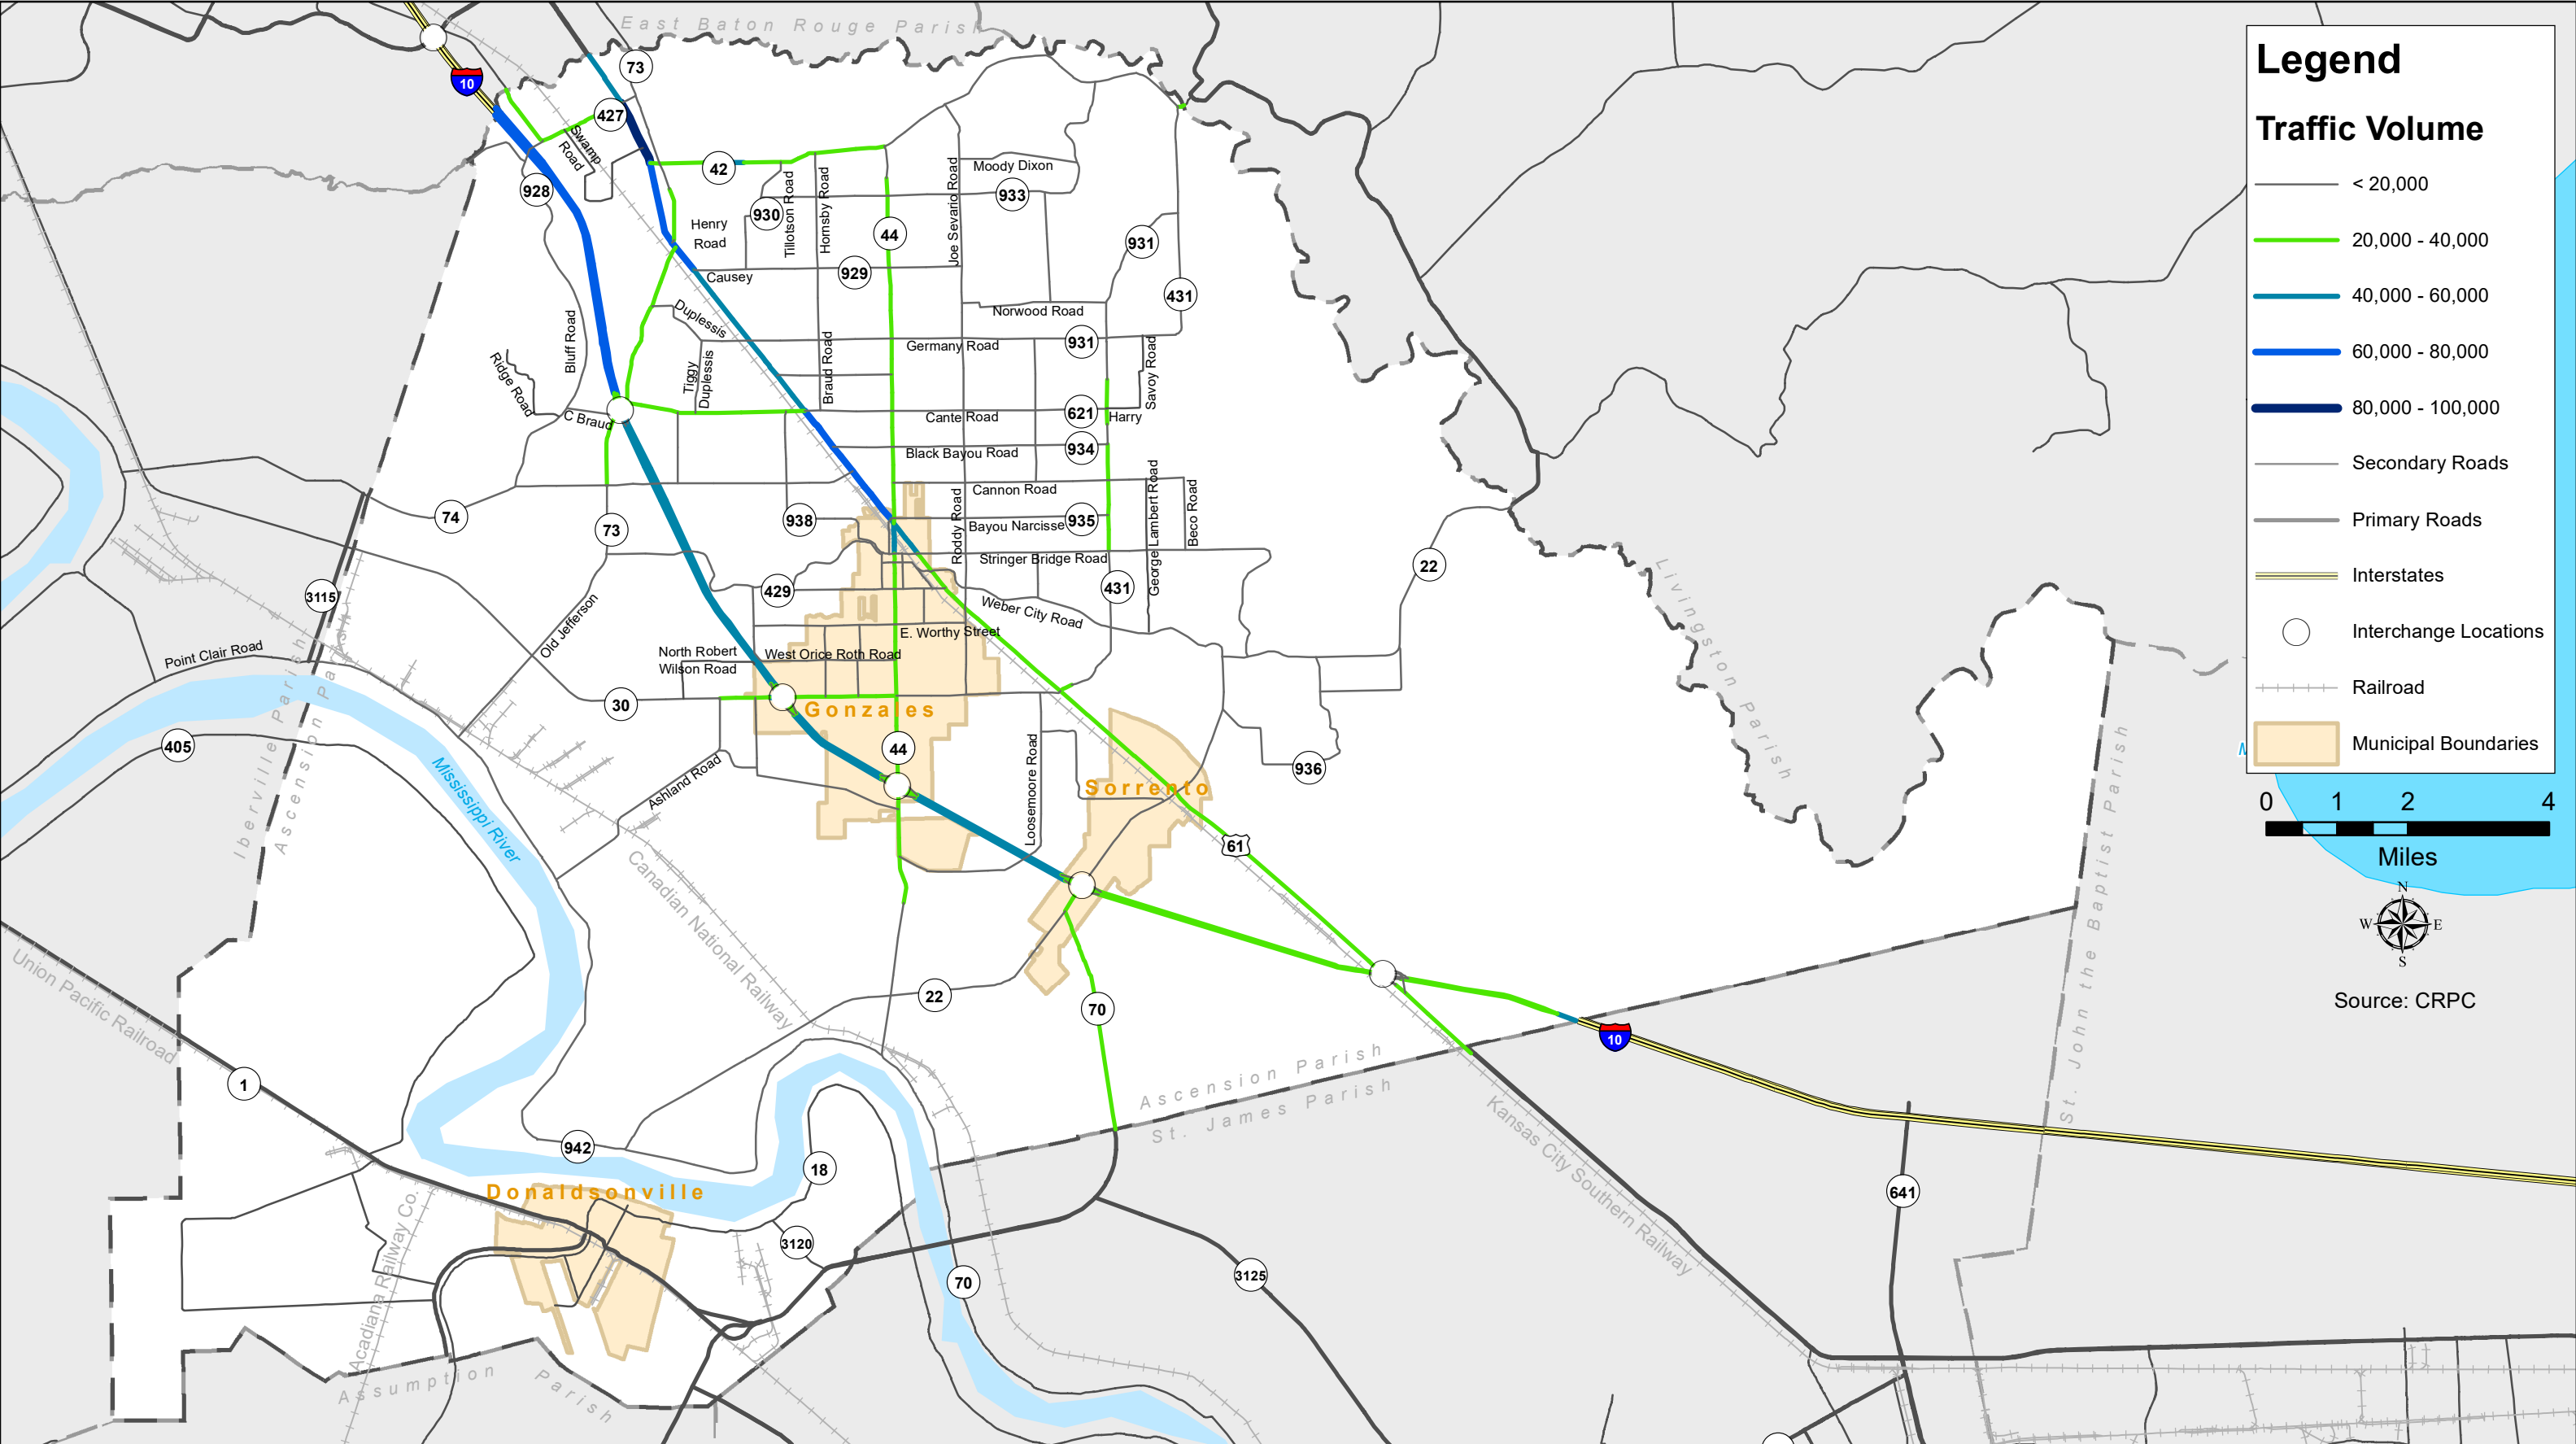 East Baton Rouge Parish
10
73
427
Swamp
Road
928
42
Moody Dixon
933
930
Tillotson Road
Hornsby Road
Joe Sevario Road
Henry
Road
44
931
Causey
929
431
Duplessis
Norwood Road
Bluff Road
Germany Road
931
Savoy Road
Ridge Road
Tiggy
Duplessis
Braud Road
C Braud
Cante Road
621
Harry
Black Bayou Road
934
Cannon Road
74
73
938
Roddy Road
Bayou Narcisse
935
George Lambert Road
Beco Road
Stringer Bridge Road
22
3115
429
431
Weber City Road
Old Jefferson
E. Worthy Street
Point Clair Road
North Robert
Wilson Road
West Orice Roth Road
30
Gonzales
405
44
936
Iberville Parish
Ascension Parish
Mississippi River
Ashland Road
Loosemoore Road
Sorrento
61
Livingston Parish
St. John the Baptist Parish
Canadian National Railway
Union Pacific Railroad
22
70
10
1
Ascension Parish
St. James Parish
Kansas City Southern Railway
942
18
641
Donaldsonville
3120
Acadiana Railway Co.
70
3125
Assumption Parish
Legend
Traffic Volume
< 20,000
20,000 - 40,000
40,000 - 60,000
60,000 - 80,000
80,000 - 100,000
Secondary Roads
Primary Roads
Interstates
Interchange Locations
Railroad
Municipal Boundaries
M
0 1 2 4
Miles
N
W E
S
Source: CRPC